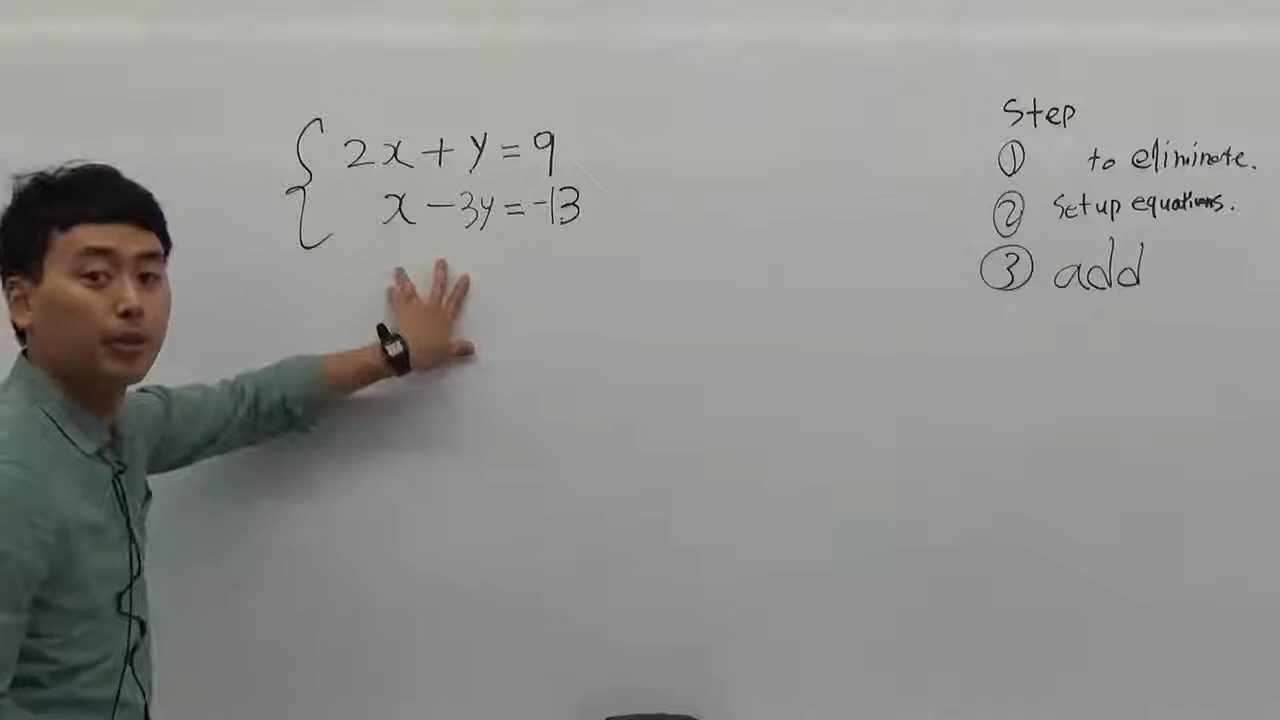 2x + y = 9
x - 3y = -13
Step
① to eliminate.
② setup equations.
③ add